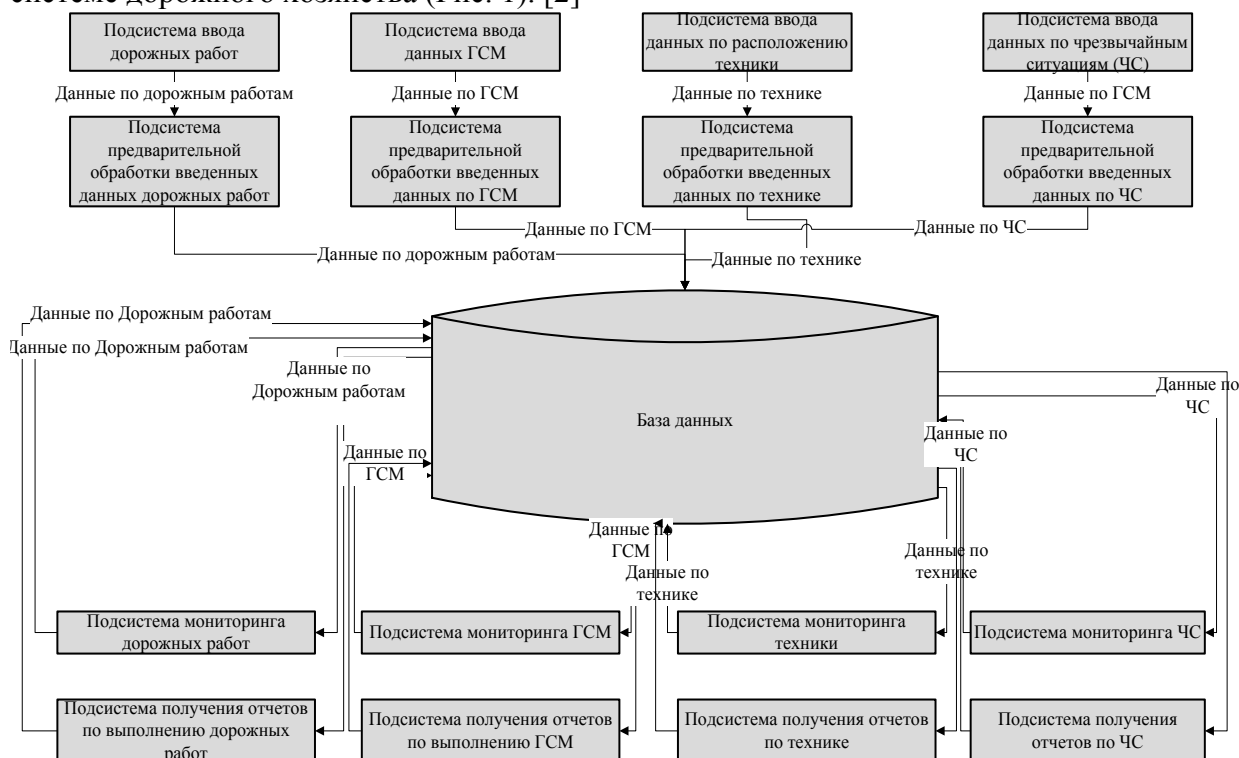 системе дорожного хозяйства (Рис. 1). [2]
Подсистема ввода
дорожных работ
Подсистема ввода
данных ГСМ
Подсистема ввода
данных по расположению
техники
Подсистема ввода
данных по чрезвычайным
ситуациям (ЧС)
Данные по дорожным работам
Данные по ГСМ
Данные по технике
Данные по ГСМ
Подсистема
предварительной
обработки введенных
данных дорожных работ
Подсистема
предварительной
обработки введенных
данных по ГСМ
Подсистема
предварительной
обработки введенных
данных по технике
Подсистема
предварительной
обработки введенных
данных по ЧС
Данные по ГСМ
Данные по ЧС
Данные по дорожным работам
Данные по технике
Данные по Дорожным работам
Данные по Дорожным работам
Данные по
Дорожным работам
База данных
Данные по
ЧС
Данные по
ЧС
Данные по
ГСМ
Данные по
ГСМ
Данные по
технике
Данные по
технике
Подсистема мониторинга
дорожных работ
Подсистема мониторинга ГСМ
Подсистема мониторинга
техники
Подсистема мониторинга ЧС
Подсистема получения отчетов
по выполнению дорожных
работ
Подсистема получения отчетов
по выполнению ГСМ
Подсистема получения отчетов
по технике
Подсистема получения
отчетов по ЧС